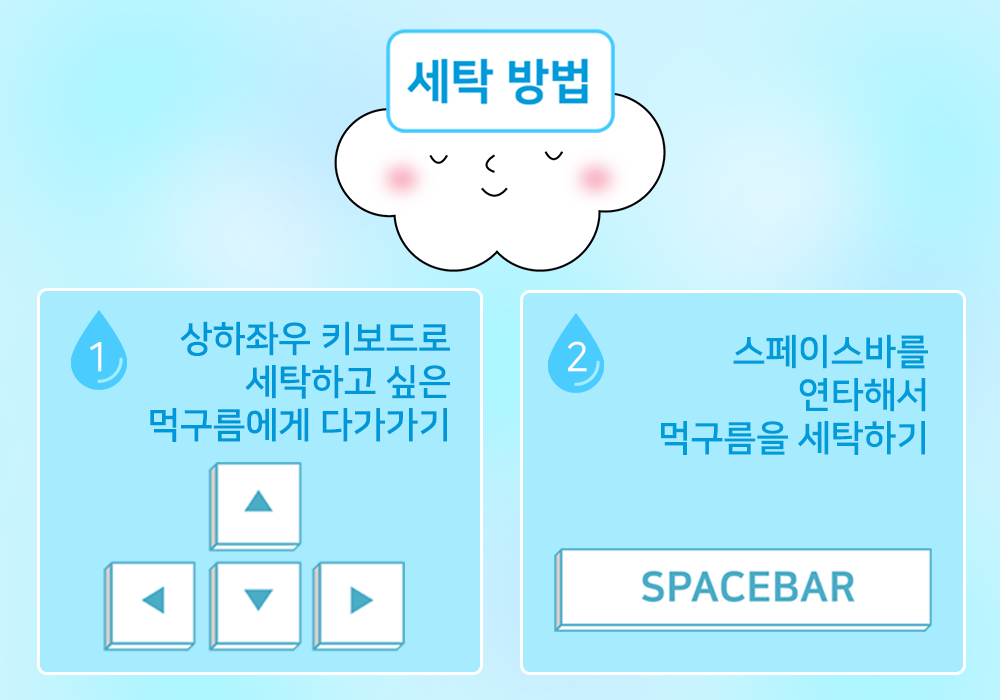 세탁 방법
1
상하좌우 키보드로
세탁하고 싶은
먹구름에게 다가가기
2
스페이스바를
연타해서
먹구름을 세탁하기
SPACEBAR